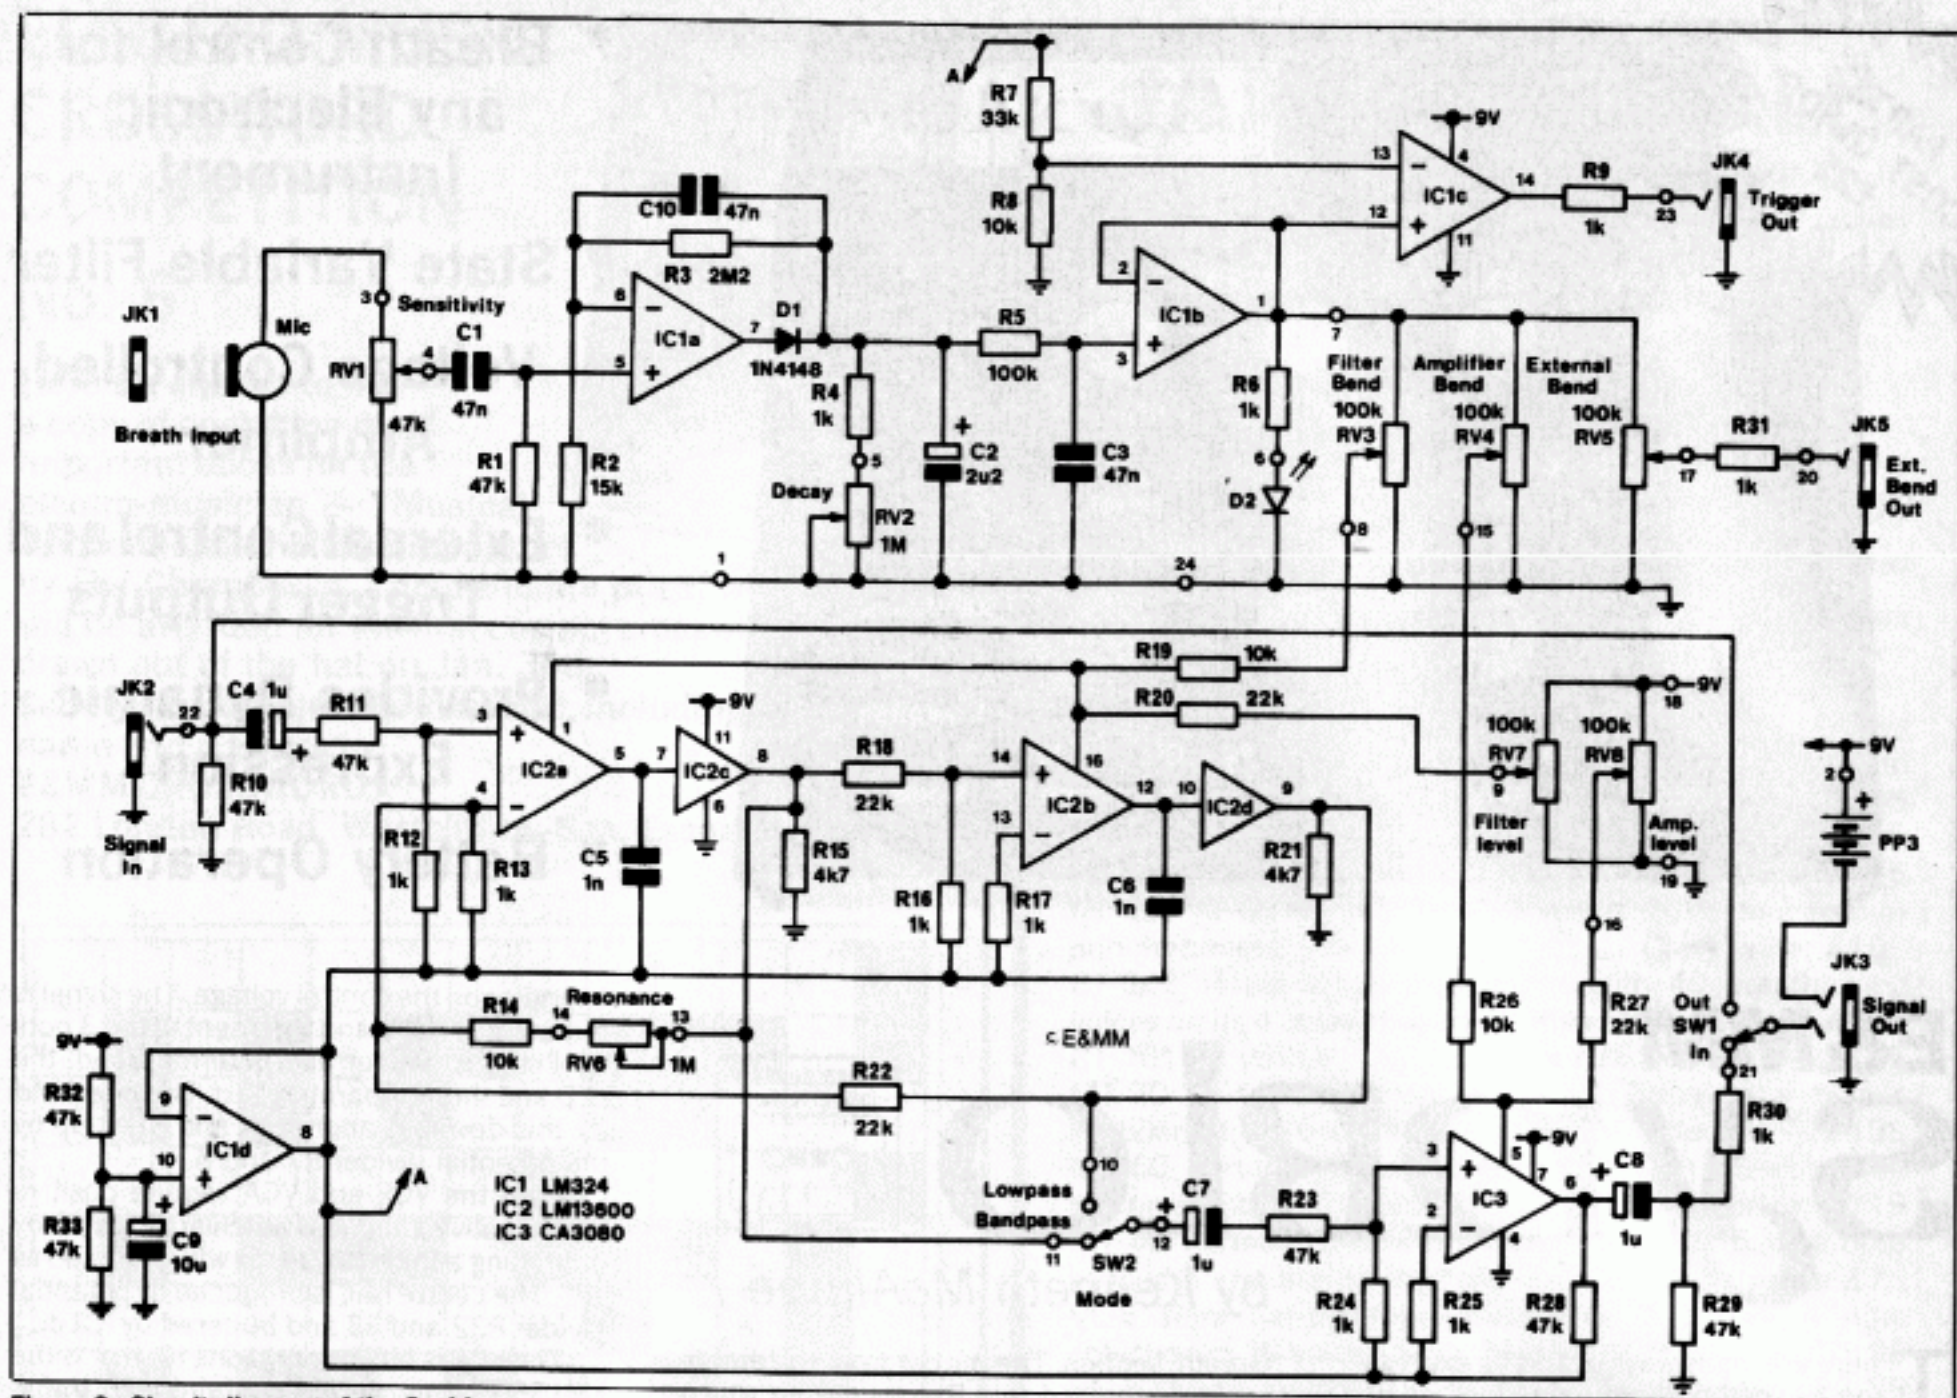 A
R7
33k
R8
10k
13
12
9V
4
IC1c
11
14
R9
1k
23
JK4
Trigger
Out
C10
47n
R3
2M2
JK1
Mic
3
Sensitivity
4
C1
RV1
47k
47n
Breath Input
6
5
IC1a
7
D1
1N4148
R1
47k
R2
15k
R4
1k
5
Decay
RV2
1M
C2
2u2
R5
100k
C3
47n
2
3
IC1b
1
7
R6
1k
6
D2
Filter
Bend
100k
RV3
8
Amplifier
Bend
100k
RV4
15
External
Bend
100k
RV5
17
R31
1k
20
JK5
Ext.
Bend
Out
1
24
JK2
22
C4 1u
R11
47k
R10
47k
Signal
In
3
4
IC2a
1
5
R12
1k
R13
1k
C5
1n
7
IC2c
9V
11
6
8
R18
22k
R15
4k7
R19
10k
R20
22k
14
13
IC2b
16
12
10
IC2d
9
R16
1k
R17
1k
C6
1n
R21
4k7
9V
18
100k
RV7
9
Filter
level
100k
RV8
Amp.
level
19
16
9V
2
PP3
R14
10k
14
Resonance
RV6
13
1M
R22
22k
c E&MM
R26
10k
R27
22k
Out
SW1
In
21
JK3
Signal
Out
R30
1k
9V
R32
47k
R33
47k
9
10
IC1d
8
C9
10u
A
IC1 LM324
IC2 LM13600
IC3 CA3080
10
Lowpass
Bandpass
11
SW2
12
Mode
C7
1u
R23
47k
3
2
IC3
5
9V
7
6
4
C8
1u
R24
1k
R25
1k
R28
47k
R29
47k